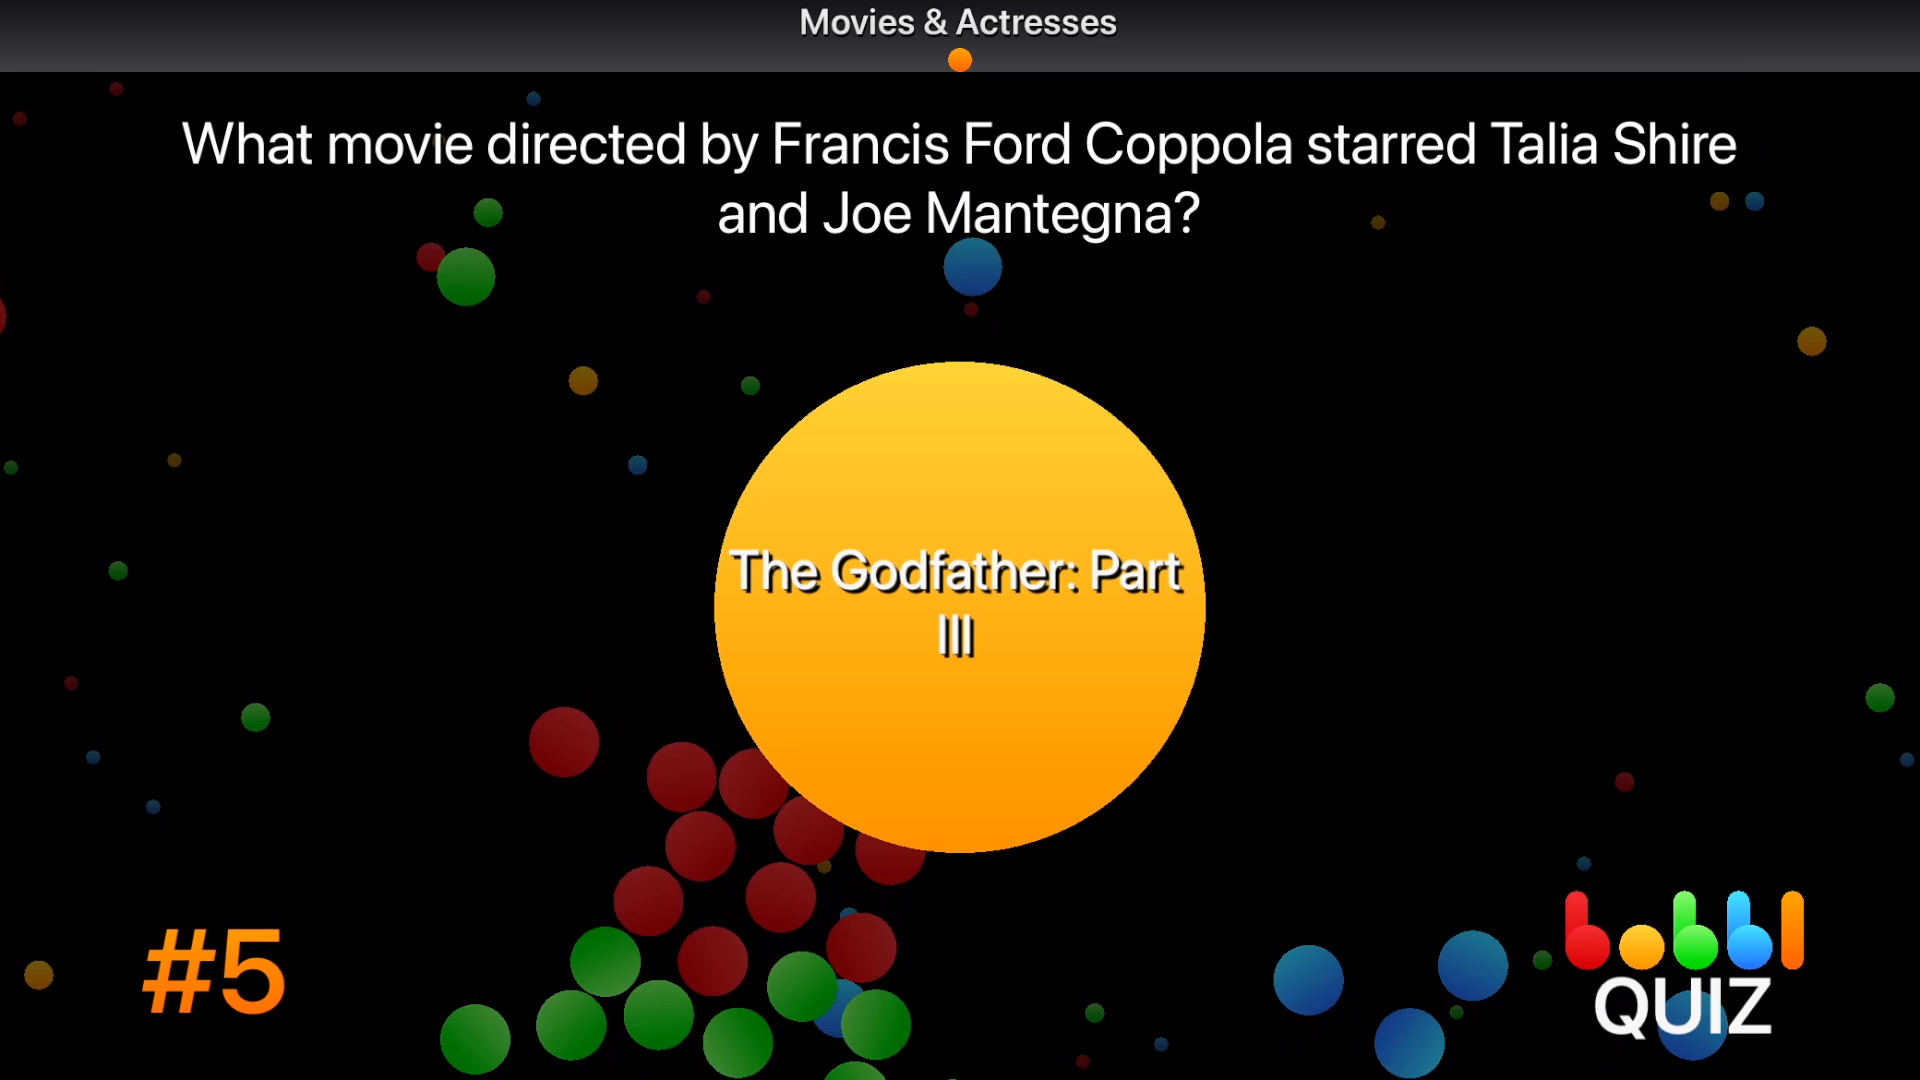 Movies & Actresses
What movie directed by Francis Ford Coppola starred Talia Shire
and Joe Mantegna?
The Godfather: Part
III
#5
bobbl
QUIZ